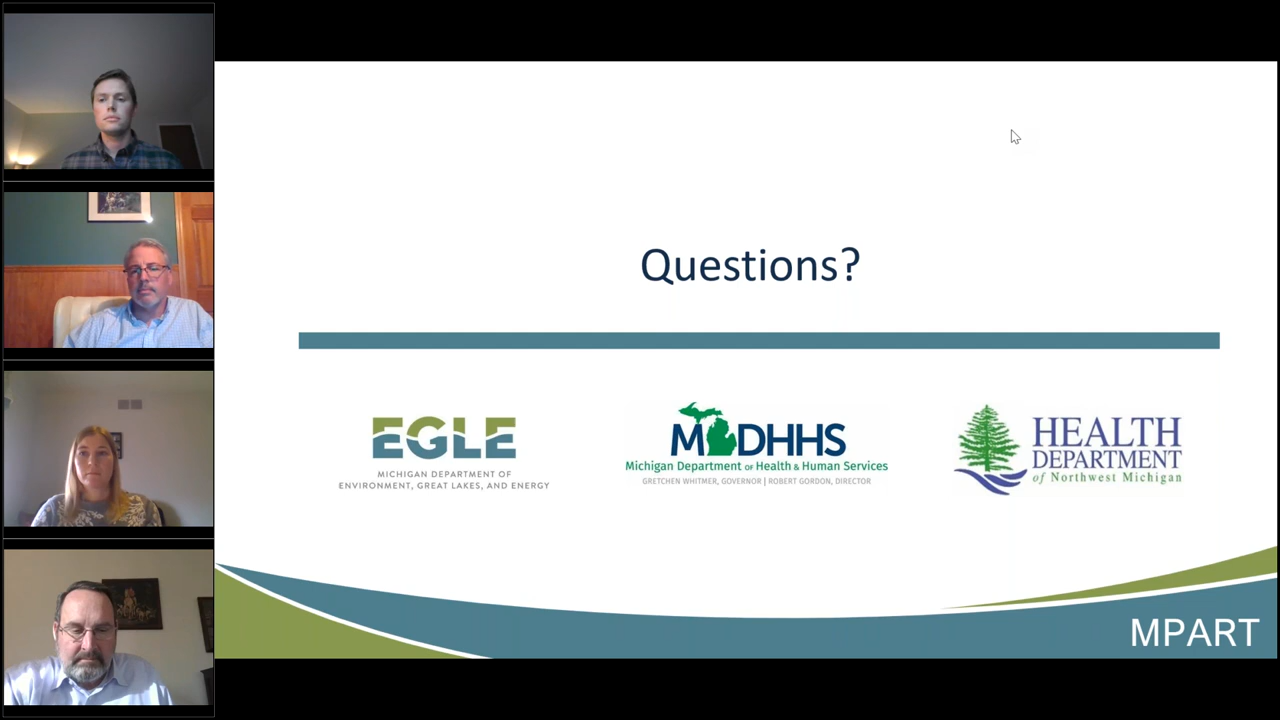 Questions?
EGLE
MICHIGAN DEPARTMENT OF
ENVIRONMENT, GREAT LAKES, AND ENERGY
M DHHS
Michigan Department of Health & Human Services
GRETCHEN WHITMER, GOVERNOR | ROBERT GORDON, DIRECTOR
HEALTH
DEPARTMENT
of Northwest Michigan
MPART